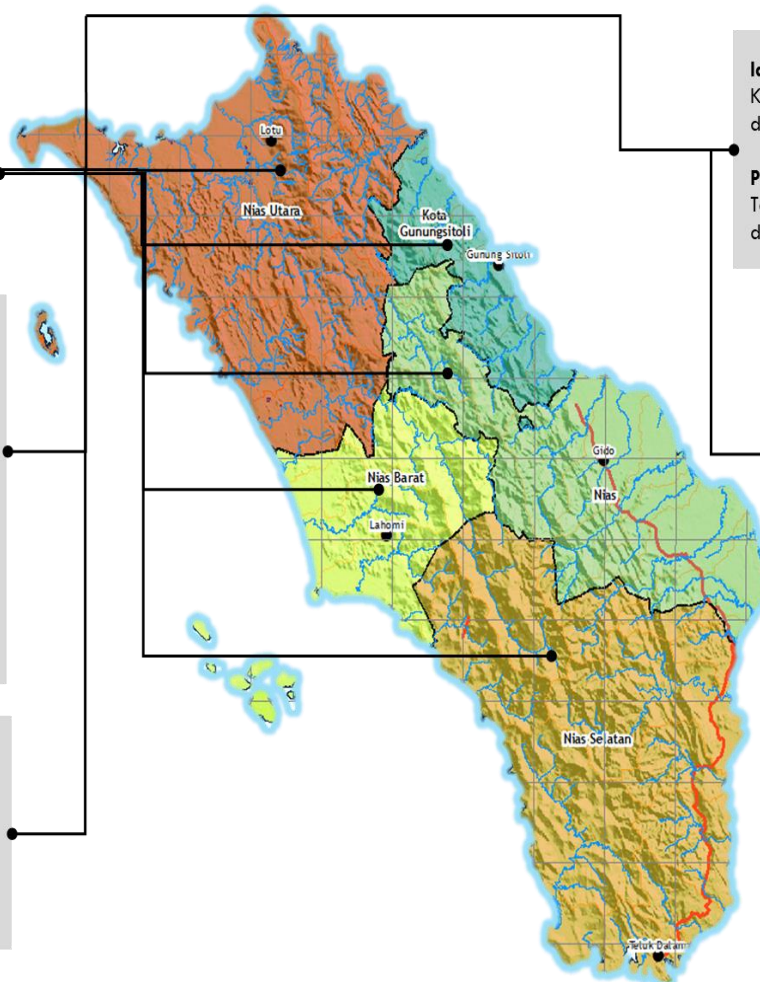 Lotu
Nias Utara
Kota
Gunungsitoli
Gunung Sitoli
Gido
Nias
Nias Barat
Lahomi
Nias Selatan
Teluk Dalam